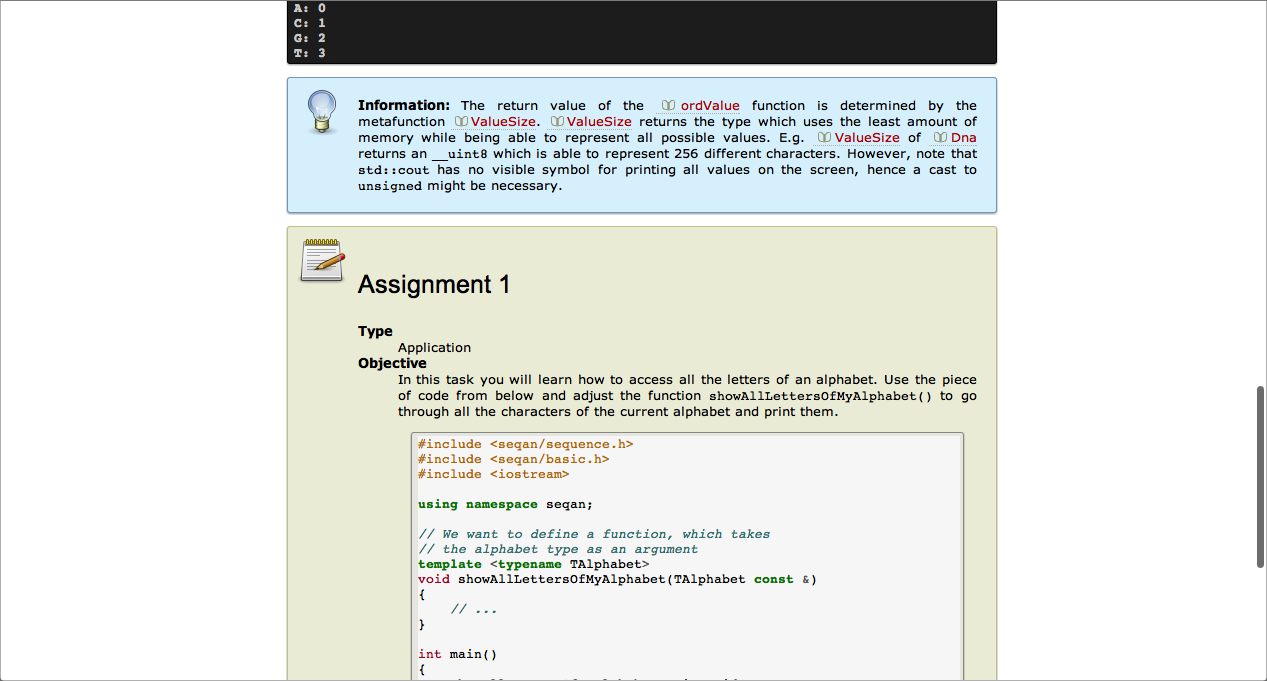 A: 0
C: 1
G: 2
T: 3
Information: The return value of the ordValue function is determined by the
metafunction ValueSize. ValueSize returns the type which uses the least amount of
memory while being able to represent all possible values. E.g. ValueSize of Dna
returns an __uint8 which is able to represent 256 different characters. However, note that
std::cout has no visible symbol for printing all values on the screen, hence a cast to
unsigned might be necessary.
Assignment 1
Type
Application
Objective
In this task you will learn how to access all the letters of an alphabet. Use the piece
of code from below and adjust the function showAllLettersOfMyAlphabet() to go
through all the characters of the current alphabet and print them.
#include <seqan/sequence.h>
#include <seqan/basic.h>
#include <iostream>
using namespace seqan;
// We want to define a function, which takes
// the alphabet type as an argument
template <typename TAlphabet>
void showAllLettersOfMyAlphabet(TAlphabet const &)
{
    // ...
}
int main()
{